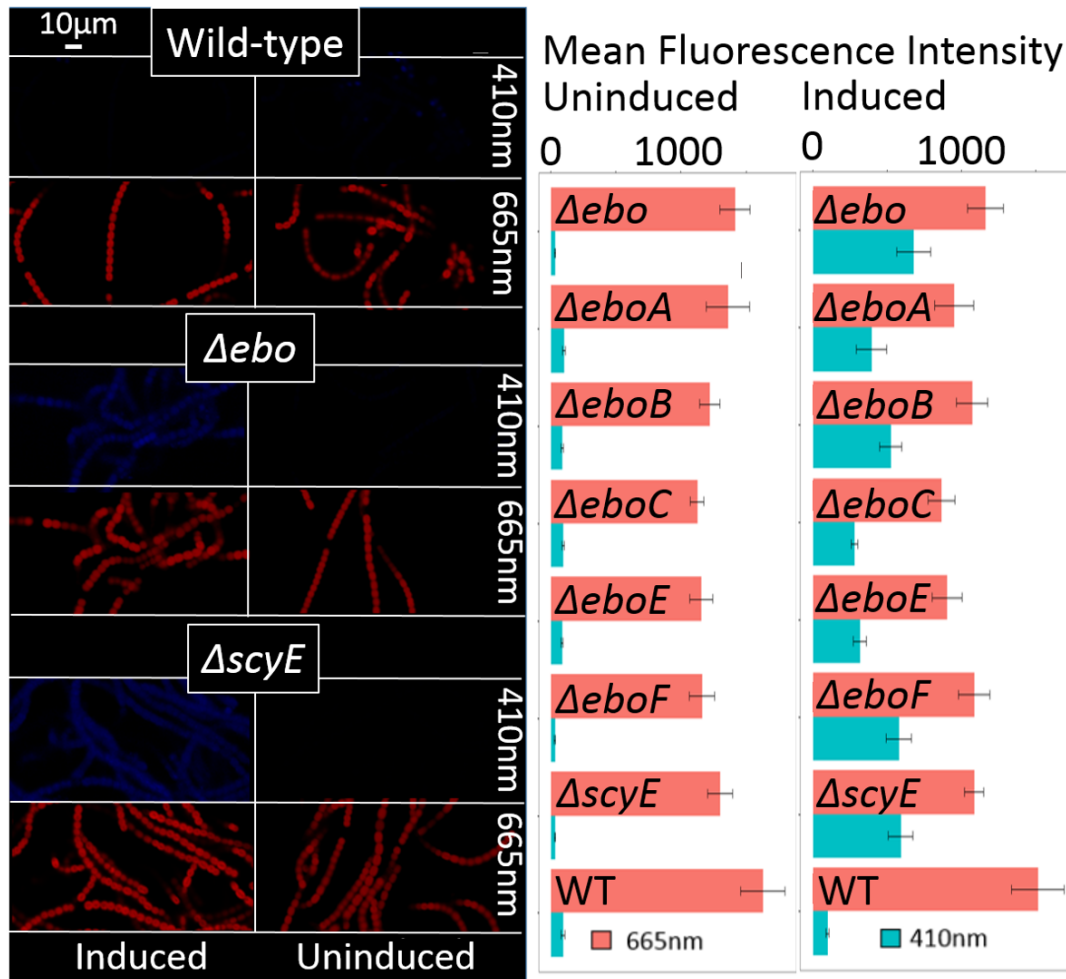 10µm
Wild-type
410nm
665nm
Δebo
410nm
665nm
ΔscyE
410nm
665nm
Induced Uninduced
Mean Fluorescence Intensity
Uninduced
0 1000
Δebo
ΔeboA
ΔeboB
ΔeboC
ΔeboE
ΔeboF
ΔscyE
WT
665nm
Induced
0 1000
Δebo
ΔeboA
ΔeboB
ΔeboC
ΔeboE
ΔeboF
ΔscyE
WT
410nm